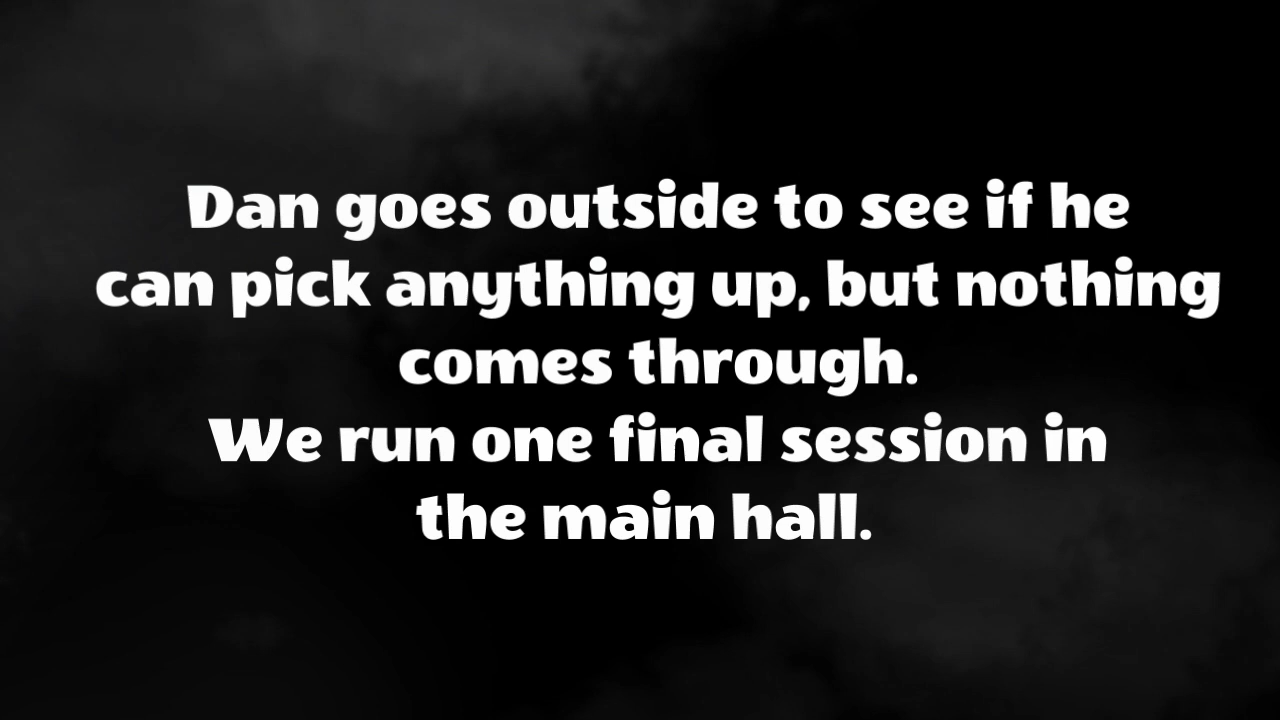 Dan goes outside to see if he
can pick anything up, but nothing
comes through.
We run one final session in
the main hall.